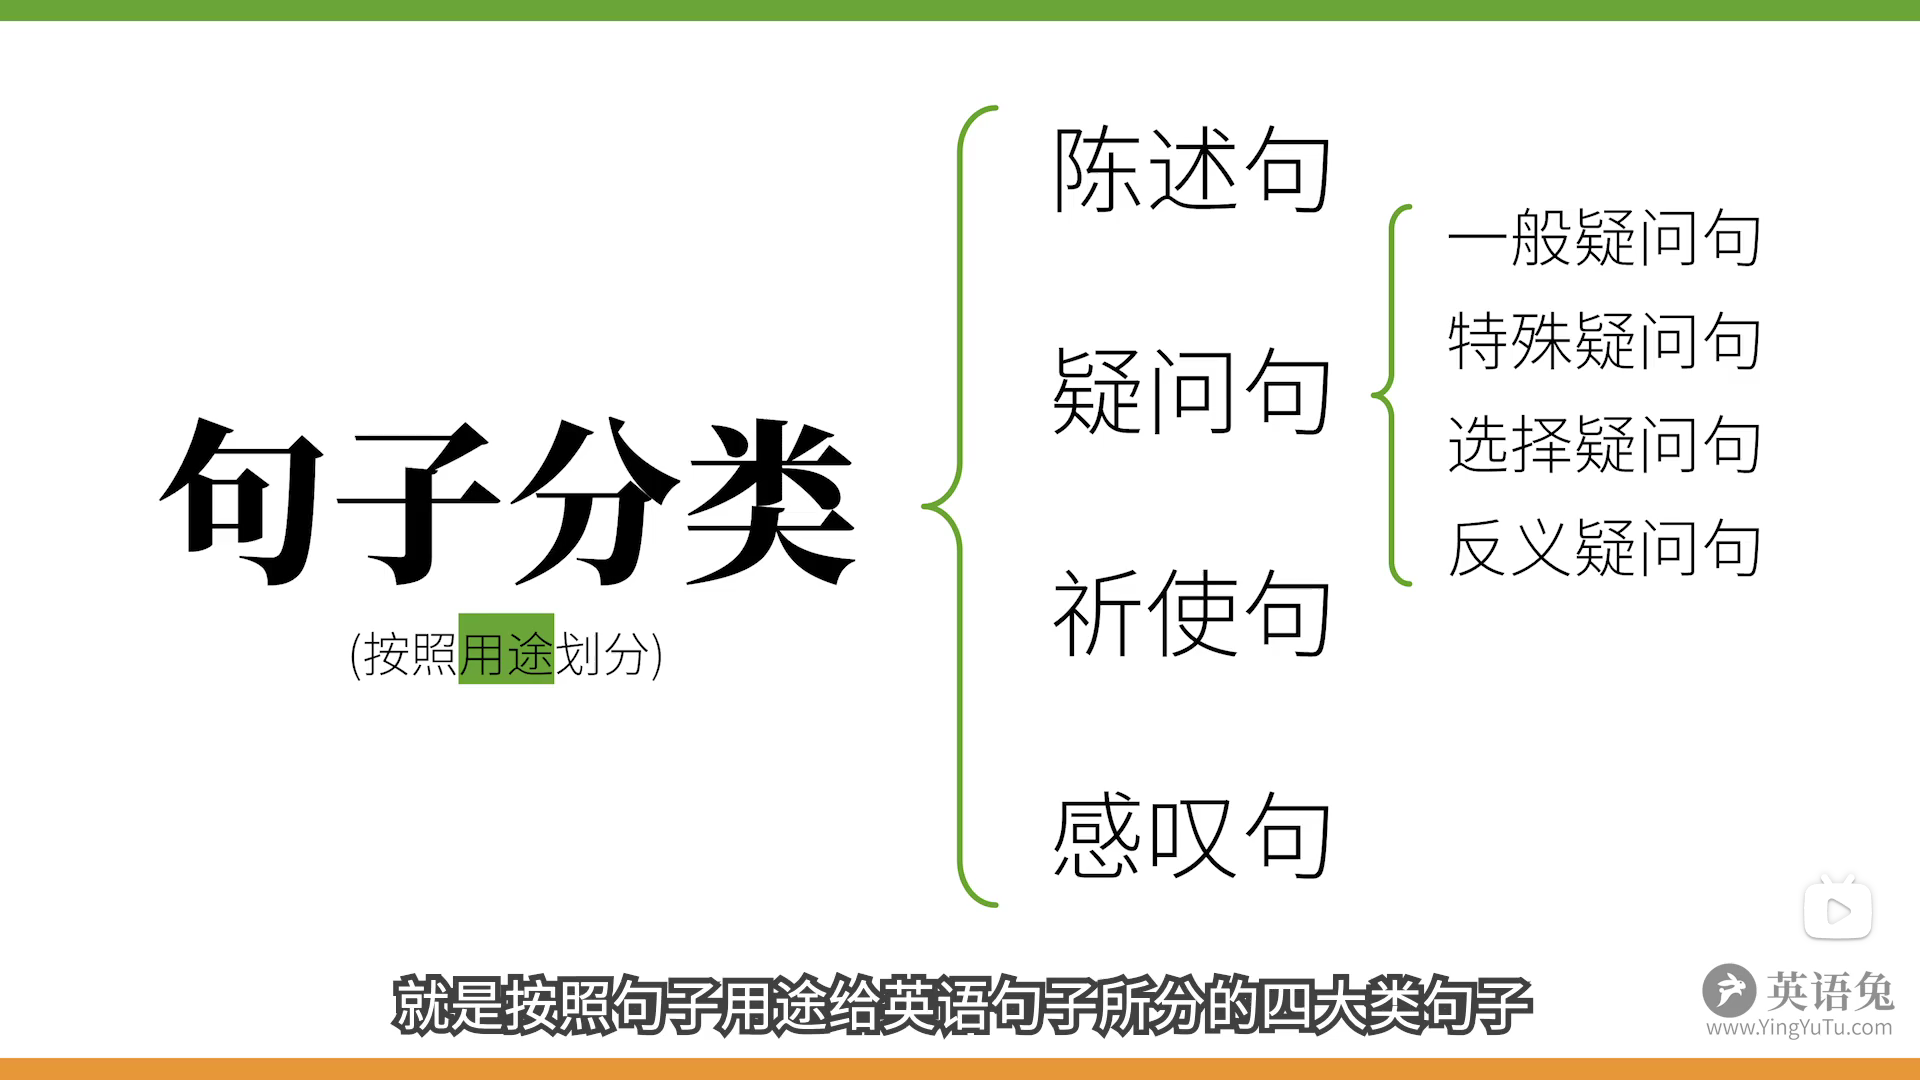 句子分类
(按照用途划分)
陈述句
疑问句
一般疑问句
特殊疑问句
选择疑问句
反义疑问句
祈使句
感叹句
就是按照句子用途给英语句子所分的四大类句子
英语兔
www.YingYuTu.com